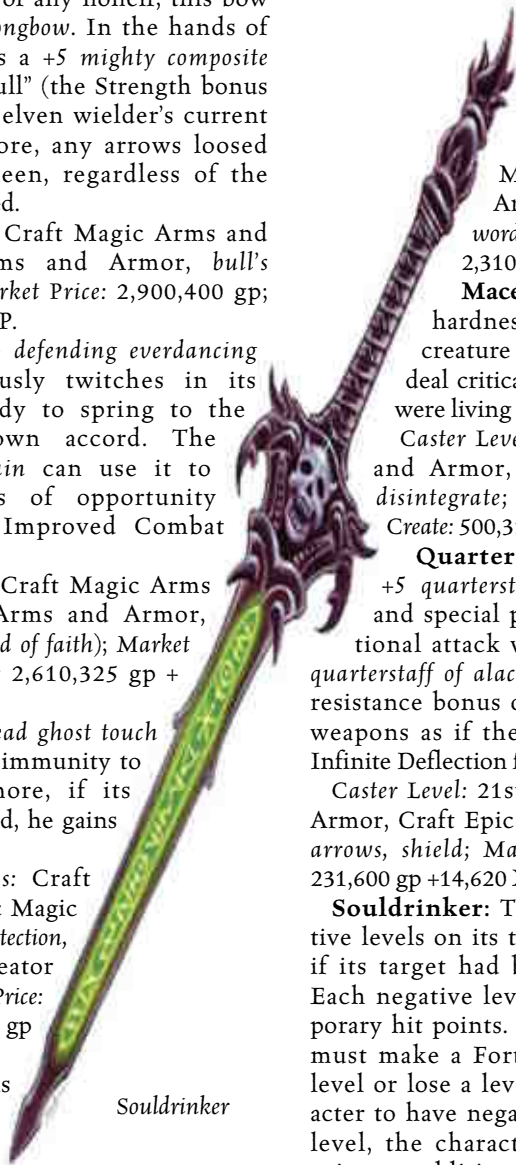 of any honeń, this bow
ongbow. In the hands of
s a +5 mighty composite
ull” (the Strength bonus
elven wielder’s current
ore, any arrows loosed
een, regardless of the
ed.
Craft Magic Arms and
ms and Armor, bull’s
rket Price: 2,900,400 gp;
P.
defending everdancing
usly twitches in its
dy to spring to the
own accord. The
ain can use it to
s of opportunity
Improved Combat
Craft Magic Arms
Arms and Armor,
d of faith); Market
2,610,325 gp +
ead ghost touch
immunity to
more, if its
d, he gains
s: Craft
Magic
tection,
eator
Price:
gp
s
Souldrinker
M
Ar
word
2,310
Mace
hardnes
creature
deal critica
were living
Caster Leve
and Armor,
disintegrate;
Create: 500,3
Quarter
+5 quarterst
and special p
tional attack w
quarterstaff of alac
resistance bonus o
weapons as if the
Infinite Deflection f
Caster Level: 21s
Armor, Craft Epic
arrows, shield; Ma
231,600 gp +14,620 X
Souldrinker: T
tive levels on its t
if its target had b
Each negative lev
porary hit points.
must make a Fort
level or lose a lev
acter to have nega
level, the charact